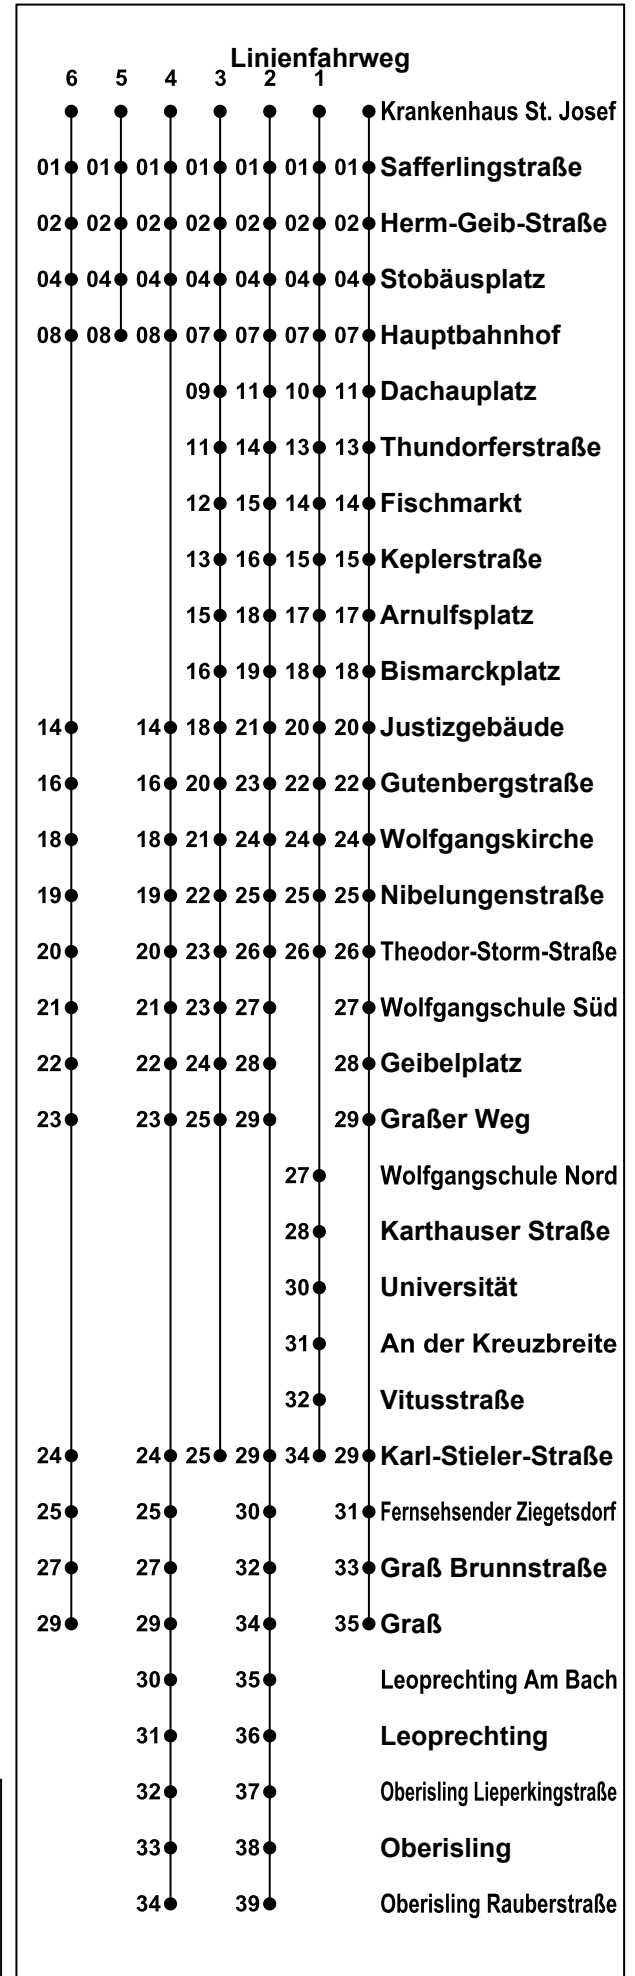 Linienfahrweg
6 5 4 3 2 1
Krankenhaus St. Josef
01 01 01 01 01 01 01 Safferlingstraße
02 02 02 02 02 02 02 Herm-Geib-Straße
04 04 04 04 04 04 04 Stobäusplatz
08 08 08 07 07 07 07 Hauptbahnhof
09 11 10 11 Dachauplatz
11 14 13 13 Thundorferstraße
12 15 14 14 Fischmarkt
13 16 15 15 Keplerstraße
15 18 17 17 Arnulfsplatz
16 19 18 18 Bismarckplatz
14 14 18 21 20 20 Justizgebäude
16 16 20 23 22 22 Gutenbergstraße
18 18 21 24 24 24 Wolfgangskirche
19 19 22 25 25 25 Nibelungenstraße
20 20 23 26 26 26 Theodor-Storm-Straße
21 21 23 27 27 Wolfgangschule Süd
22 22 24 28 28 Geibelplatz
23 23 25 29 29 Graßer Weg
27 Wolfgangschule Nord
28 Karthauser Straße
30 Universität
31 An der Kreuzbreite
32 Vitusstraße
24 24 25 29 34 29 Karl-Stieler-Straße
25 25 30 31 Fernsehsender Ziegetsdorf
27 27 32 33 Graß Brunnstraße
29 29 34 35 Graß
30 35 Leoprechting Am Bach
31 36 Leoprechting
32 37 Oberisling Lieperkingstraße
33 38 Oberisling
34 39 Oberisling Rauberstraße